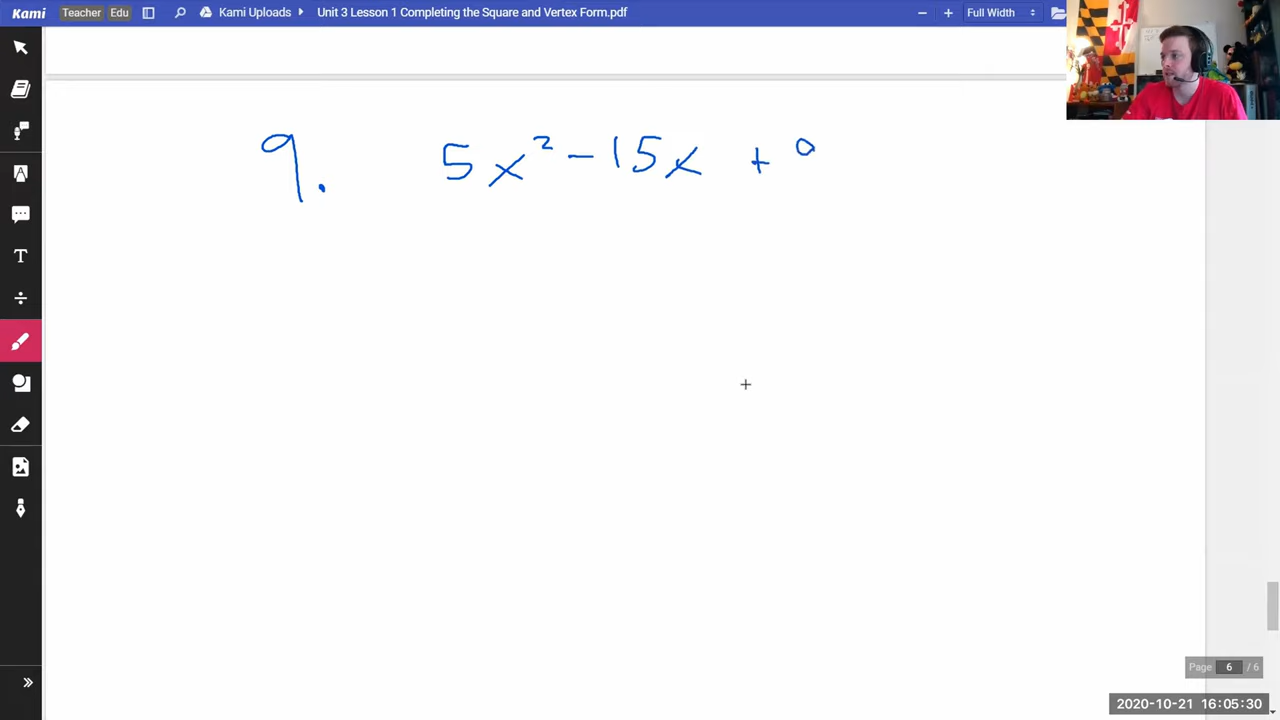 Kami Teacher Edu Kami Uploads Unit 3 Lesson 1 Completing the Square and Vertex Form.pdf Full Width
9. 5x² - 15x +
Page 6 / 6
2020-10-21 16:05:30